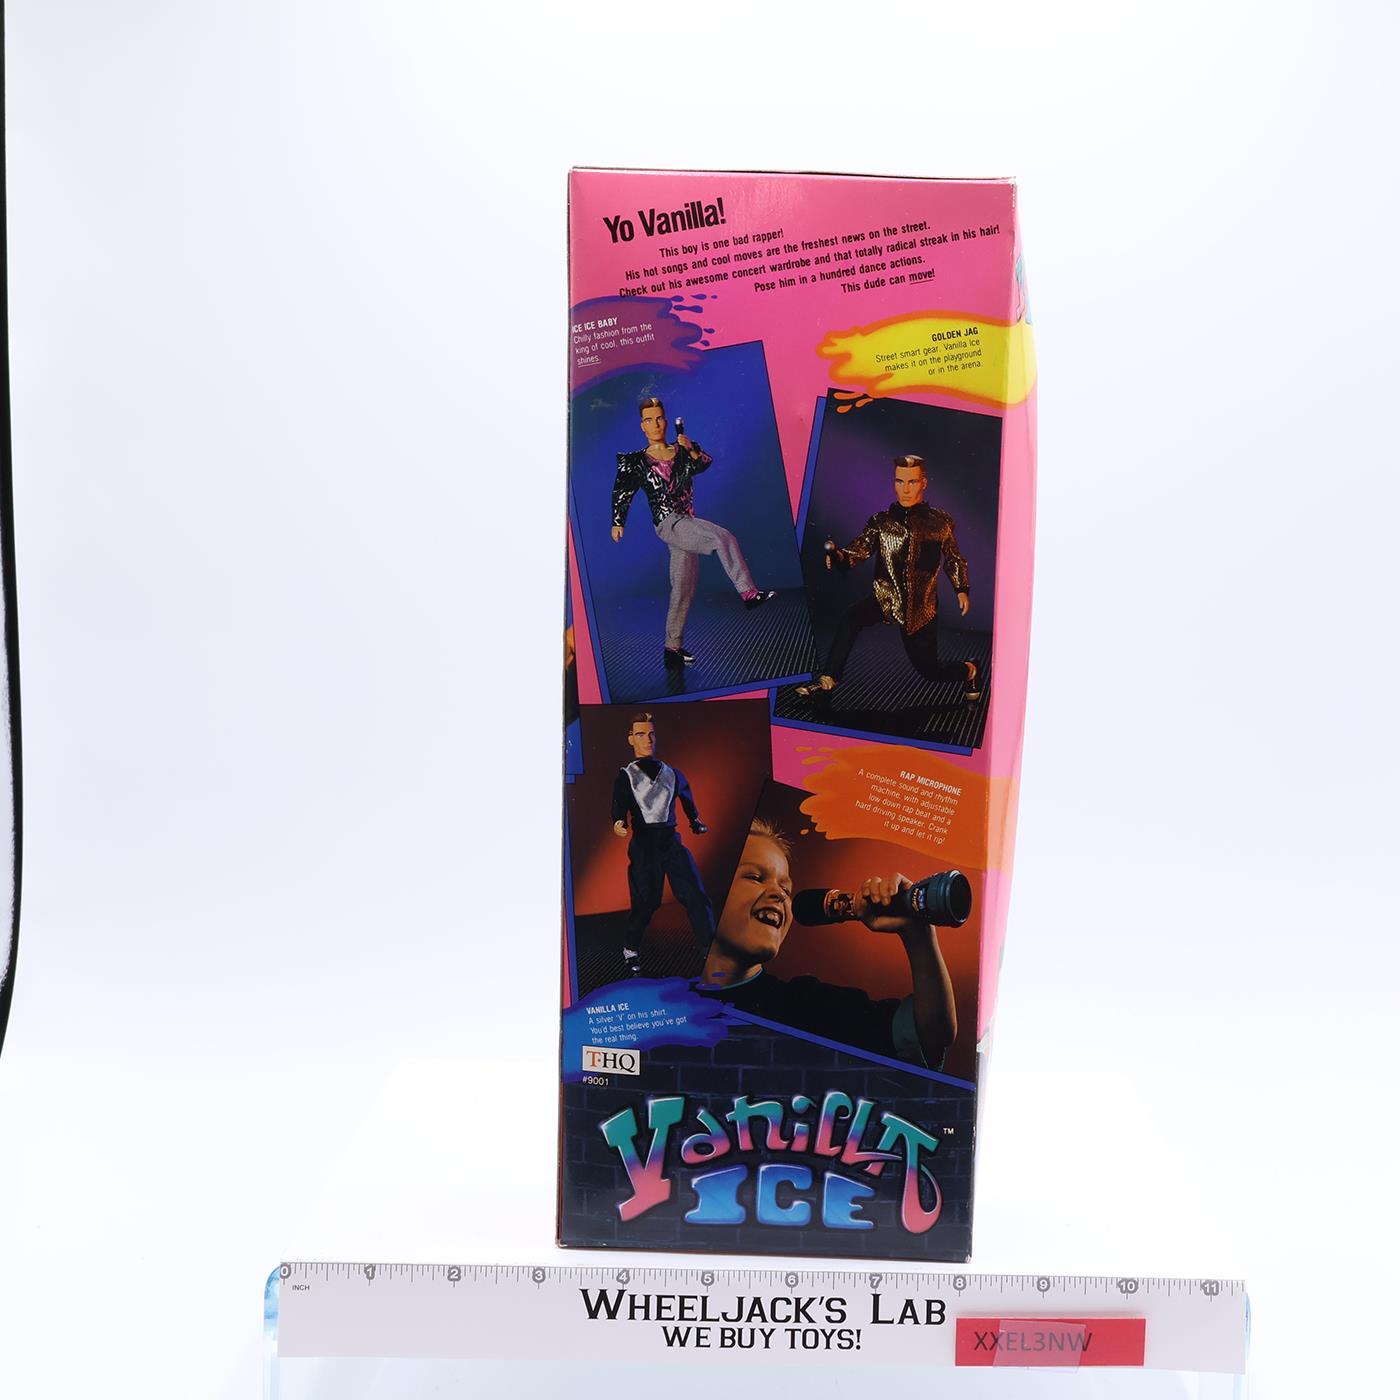 Yo Vanilla!
This boy is one bad rapper!
His hot songs and cool moves are the freshest news on the street.
Check out his awesome concert wardrobe and that totally radical streak in his hair!
Pose him in a hundred dance actions.
This dude can move!
ICE ICE BABY
Chilly fashion from the
king of cool, this outfit
shines.
GOLDEN JAG
Street smart gear. Vanilla Ice
makes it on the playground
or in the arena.
RAP MICROPHONE
A complete sound and rhythm
machine, with adjustable
low down rap beat and a
hard driving speaker. Crank
it up and let it rip!
VANILLA ICE
A silver "V" on his shirt.
You'd best believe you've got
the real thing.
T·HQ
#9001
Vanilla
ICE
TM
0 1 2 3 4 5 6 7 8 9 10 11
INCH
WHEELJACK'S LAB
WE BUY TOYS!
XXEL3NW